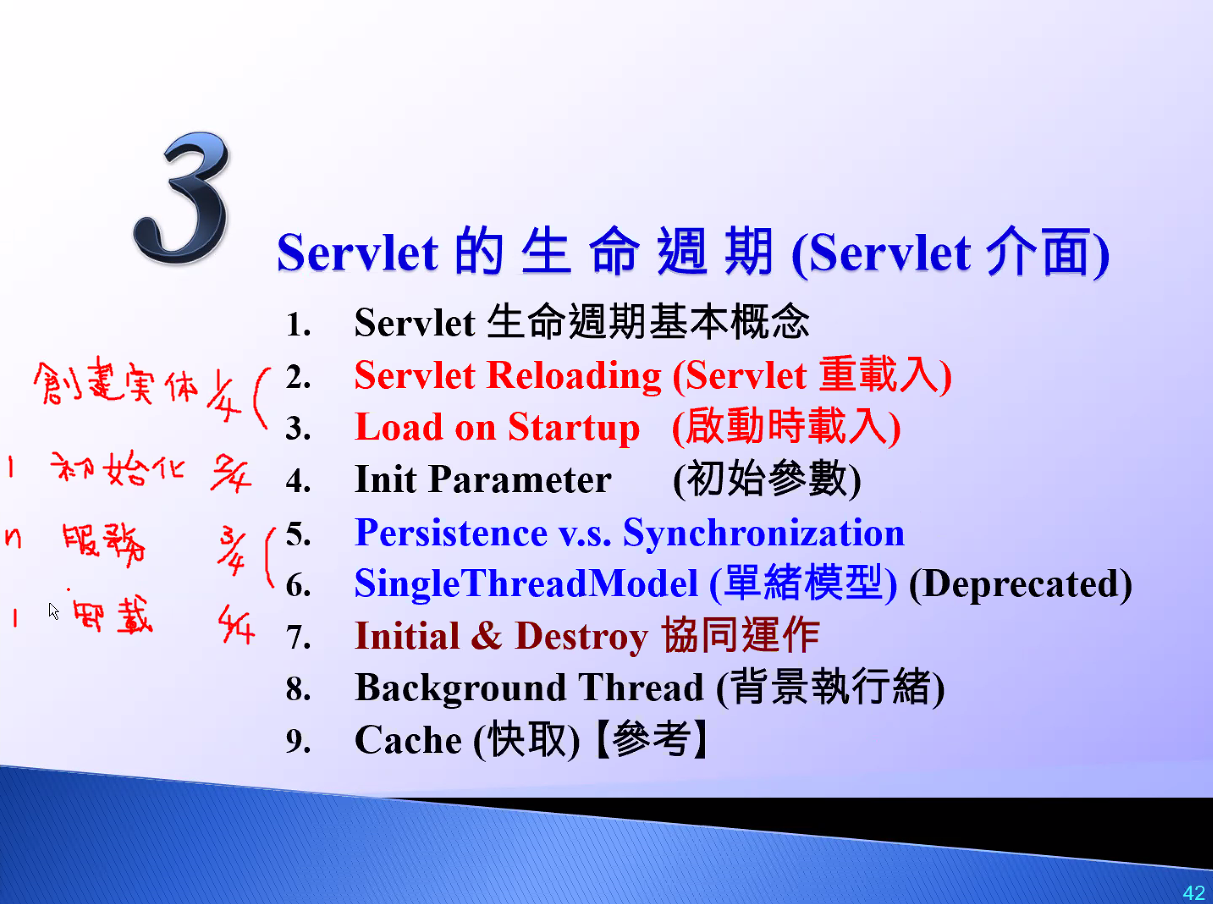 3
Servlet 的 生 命 週 期 (Servlet 介面)
1. Servlet 生命週期基本概念
創建実体 1/4 (
2. Servlet Reloading (Servlet 重載入)
3. Load on Startup (啟動時載入)
1 初始化 2/4
4. Init Parameter (初始參數)
n 服務 3/4 (
5. Persistence v.s. Synchronization
6. SingleThreadModel (單緒模型) (Deprecated)
1 卸載 4/4
7. Initial & Destroy 協同運作
8. Background Thread (背景執行緒)
9. Cache (快取)【參考】
42